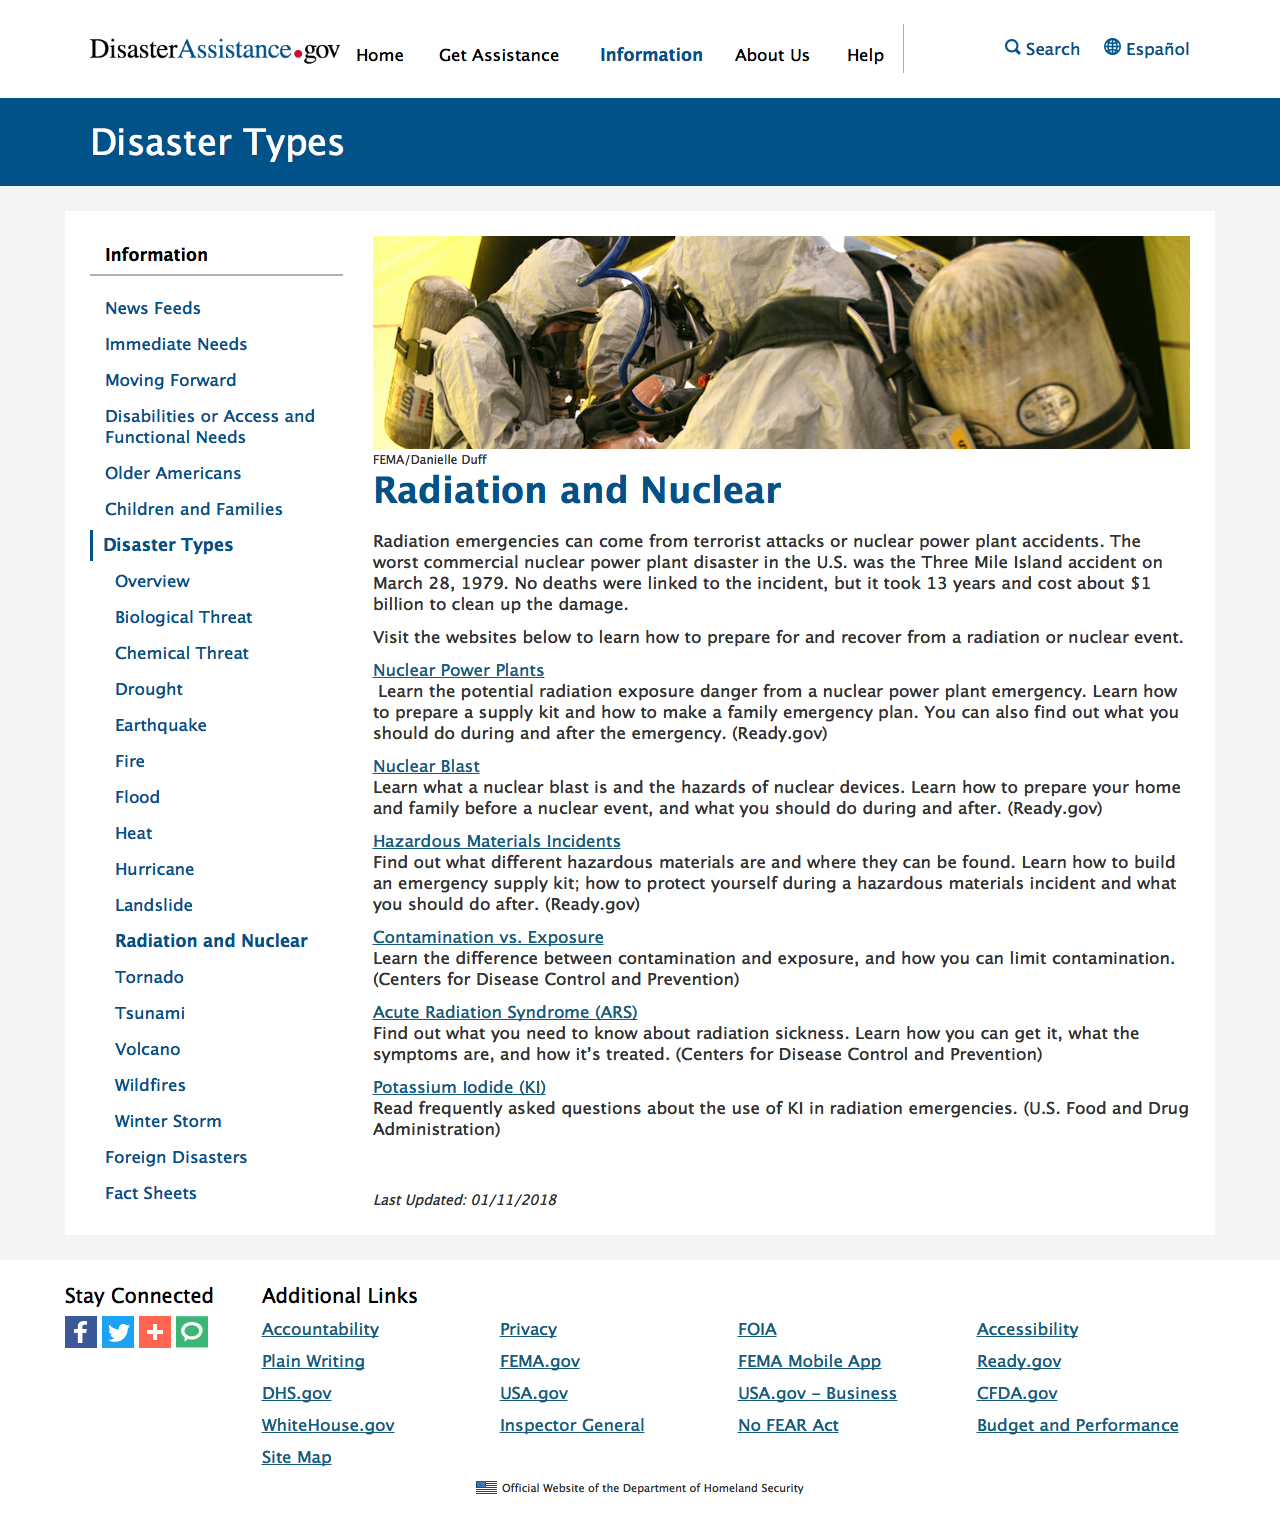 DisasterAssistance.gov
Home
Get Assistance
Information
About Us
Help
Search
Español
Disaster Types
Information
News Feeds
Immediate Needs
Moving Forward
Disabilities or Access and
Functional Needs
Older Americans
Children and Families
Disaster Types
Overview
Biological Threat
Chemical Threat
Drought
Earthquake
Fire
Flood
Heat
Hurricane
Landslide
Radiation and Nuclear
Tornado
Tsunami
Volcano
Wildfires
Winter Storm
Foreign Disasters
Fact Sheets
FEMA/Danielle Duff
Radiation and Nuclear
Radiation emergencies can come from terrorist attacks or nuclear power plant accidents. The
worst commercial nuclear power plant disaster in the U.S. was the Three Mile Island accident on
March 28, 1979. No deaths were linked to the incident, but it took 13 years and cost about $1
billion to clean up the damage.
Visit the websites below to learn how to prepare for and recover from a radiation or nuclear event.
Nuclear Power Plants
Learn the potential radiation exposure danger from a nuclear power plant emergency. Learn how
to prepare a supply kit and how to make a family emergency plan. You can also find out what you
should do during and after the emergency. (Ready.gov)
Nuclear Blast
Learn what a nuclear blast is and the hazards of nuclear devices. Learn how to prepare your home
and family before a nuclear event, and what you should do during and after. (Ready.gov)
Hazardous Materials Incidents
Find out what different hazardous materials are and where they can be found. Learn how to build
an emergency supply kit; how to protect yourself during a hazardous materials incident and what
you should do after. (Ready.gov)
Contamination vs. Exposure
Learn the difference between contamination and exposure, and how you can limit contamination.
(Centers for Disease Control and Prevention)
Acute Radiation Syndrome (ARS)
Find out what you need to know about radiation sickness. Learn how you can get it, what the
symptoms are, and how it’s treated. (Centers for Disease Control and Prevention)
Potassium Iodide (KI)
Read frequently asked questions about the use of KI in radiation emergencies. (U.S. Food and Drug
Administration)
Last Updated: 01/11/2018
Stay Connected
Additional Links
Accountability
Privacy
FOIA
Accessibility
Plain Writing
FEMA.gov
FEMA Mobile App
Ready.gov
DHS.gov
USA.gov
USA.gov – Business
CFDA.gov
WhiteHouse.gov
Inspector General
No FEAR Act
Budget and Performance
Site Map
Official Website of the Department of Homeland Security